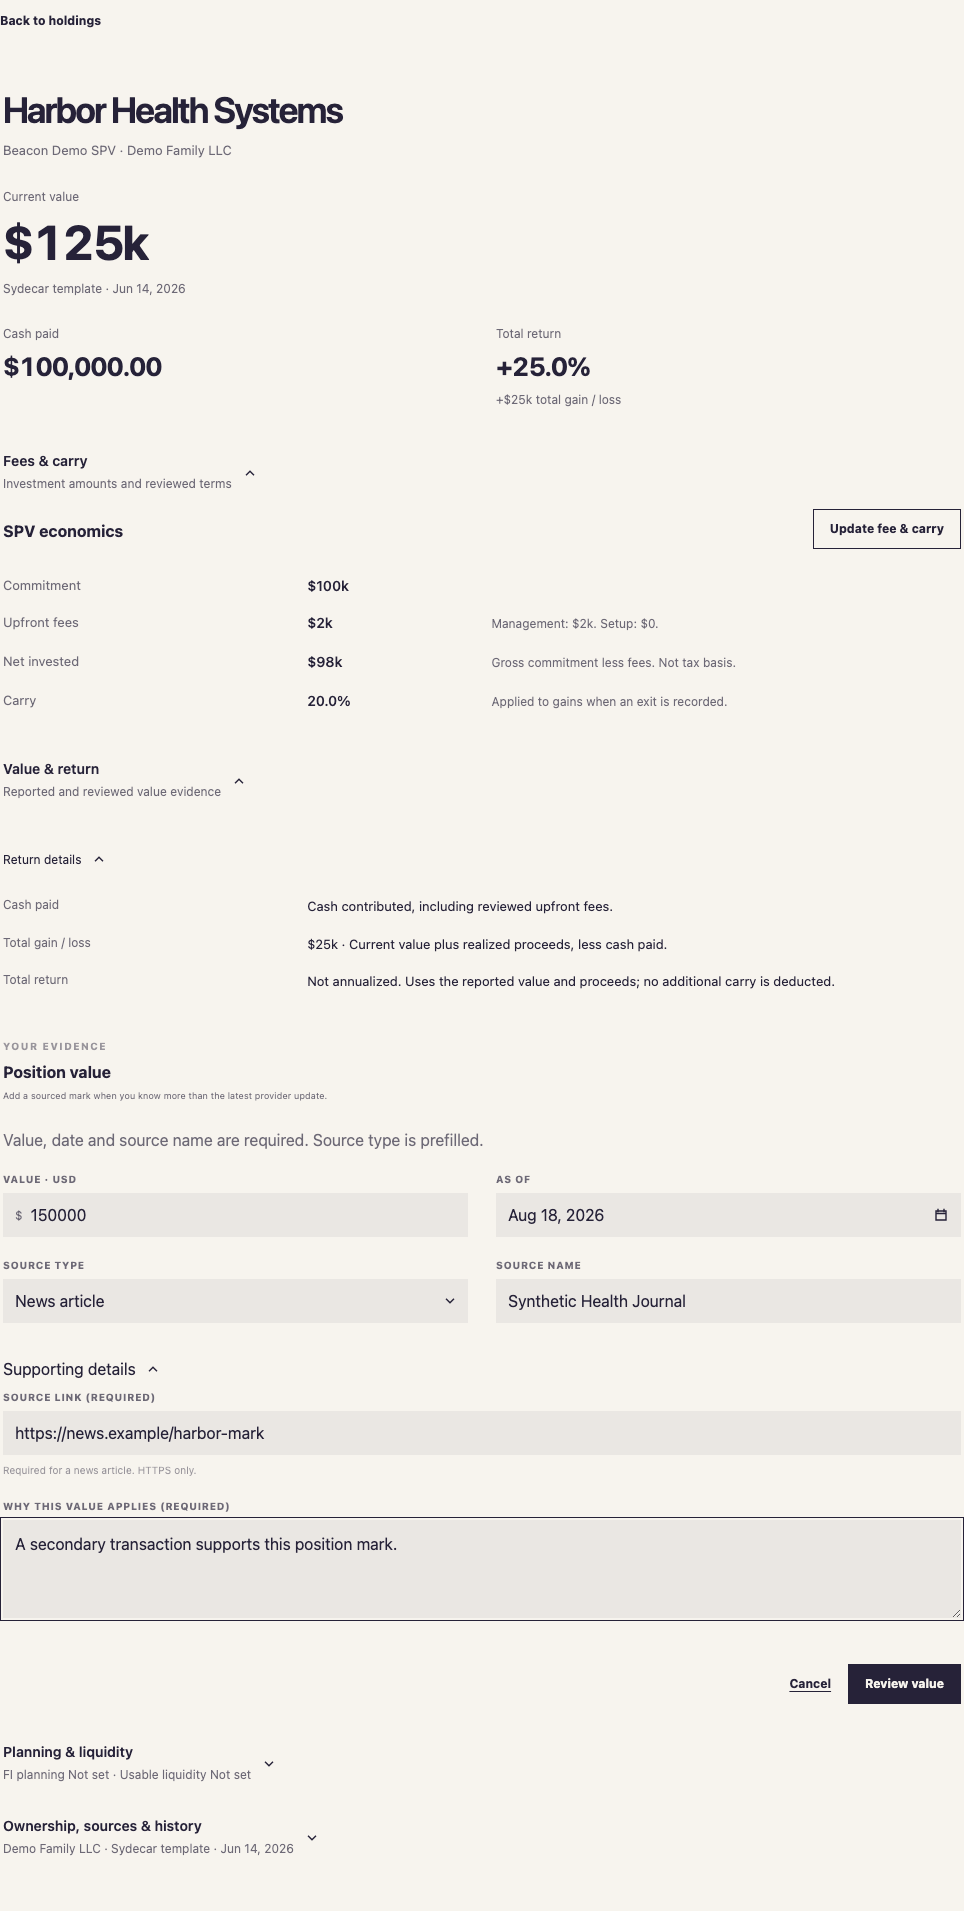 Back to holdings
Harbor Health Systems
Beacon Demo SPV · Demo Family LLC
Current value
$125k
Sydecar template · Jun 14, 2026
Cash paid
$100,000.00
Total return
+25.0%
+$25k total gain / loss
Fees & carry
Investment amounts and reviewed terms
SPV economics
Update fee & carry
Commitment
$100k
Upfront fees
$2k
Management: $2k. Setup: $0.
Net invested
$98k
Gross commitment less fees. Not tax basis.
Carry
20.0%
Applied to gains when an exit is recorded.
Value & return
Reported and reviewed value evidence
Return details
Cash paid
Cash contributed, including reviewed upfront fees.
Total gain / loss
$25k · Current value plus realized proceeds, less cash paid.
Total return
Not annualized. Uses the reported value and proceeds; no additional carry is deducted.
YOUR EVIDENCE
Position value
Add a sourced mark when you know more than the latest provider update.
Value, date and source name are required. Source type is prefilled.
VALUE · USD
$ 150000
AS OF
Aug 18, 2026
SOURCE TYPE
News article
SOURCE NAME
Synthetic Health Journal
Supporting details
SOURCE LINK (REQUIRED)
https://news.example/harbor-mark
Required for a news article. HTTPS only.
WHY THIS VALUE APPLIES (REQUIRED)
A secondary transaction supports this position mark.
Cancel
Review value
Planning & liquidity
FI planning Not set · Usable liquidity Not set
Ownership, sources & history
Demo Family LLC · Sydecar template · Jun 14, 2026